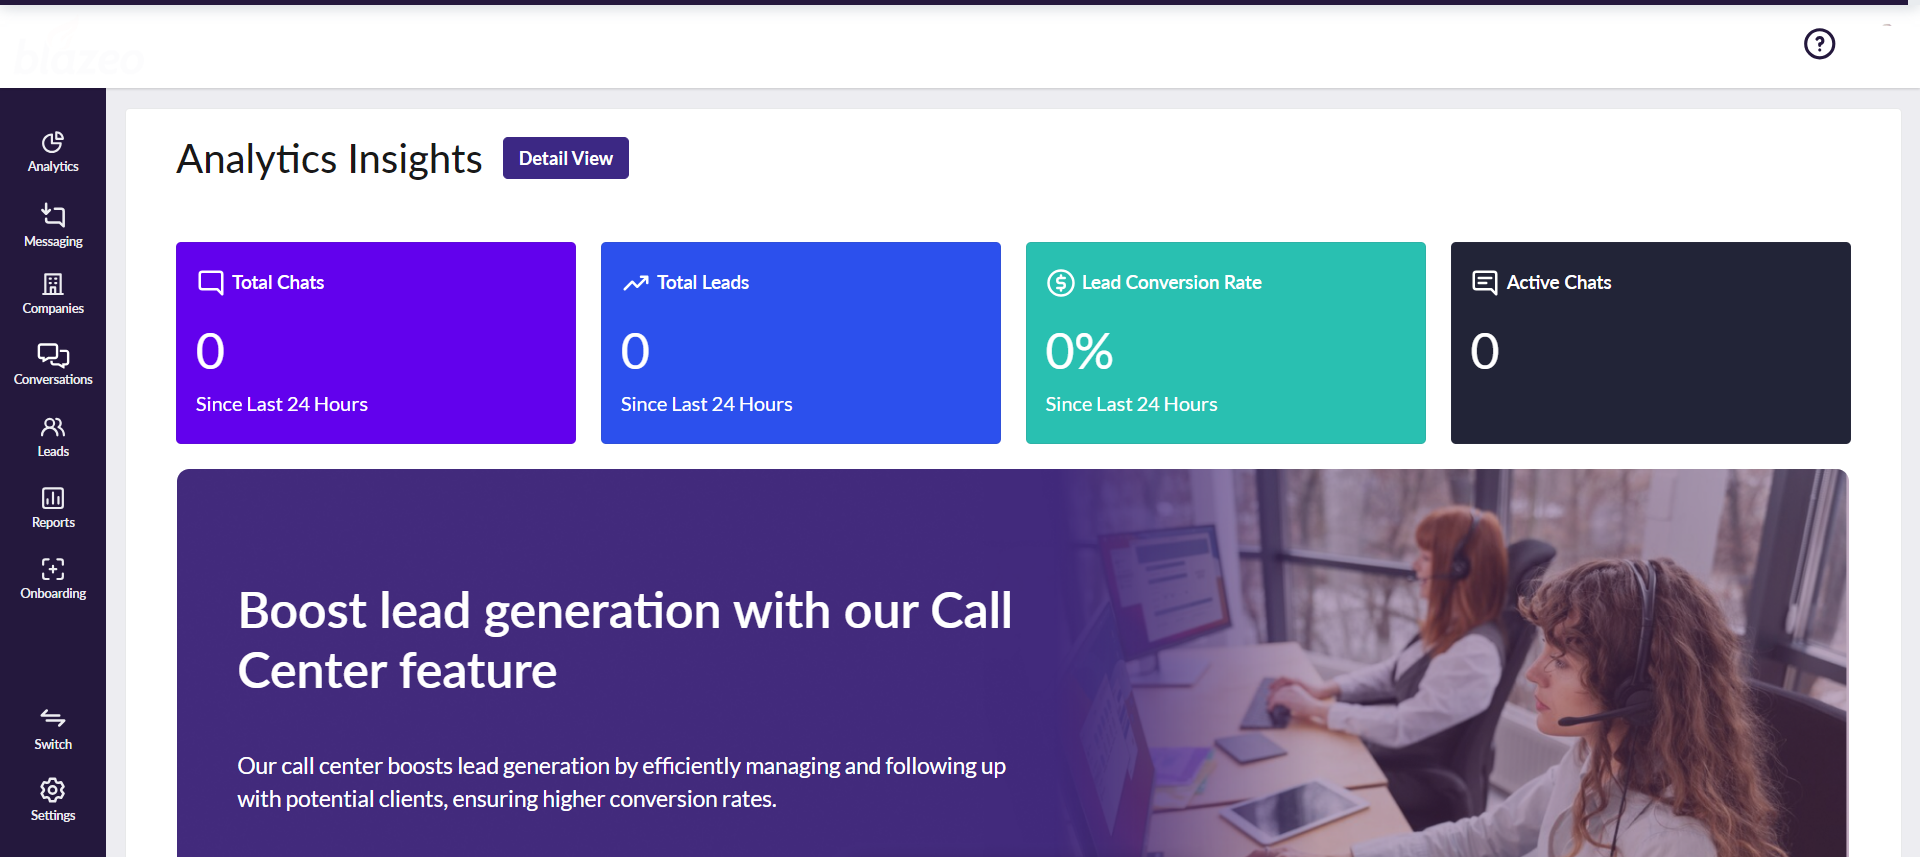 blazeo
Analytics
Messaging
Companies
Conversations
Leads
Reports
Onboarding
Switch
Settings
Analytics Insights
Detail View
Total Chats
0
Since Last 24 Hours
Total Leads
0
Since Last 24 Hours
Lead Conversion Rate
0%
Since Last 24 Hours
Active Chats
0
Boost lead generation with our Call
Center feature
Our call center boosts lead generation by efficiently managing and following up
with potential clients, ensuring higher conversion rates.